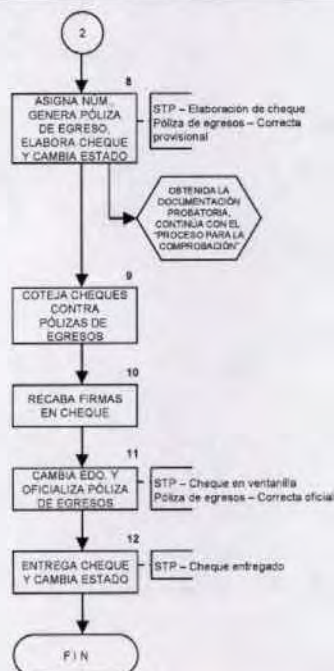 2
8
ASIGNA NÚM.,
GENERA PÓLIZA
DE EGRESO,
ELABORA CHEQUE
Y CAMBIA ESTADO
STP – Elaboración de cheque
Póliza de egresos – Correcta
provisional
OBTENIDA LA
DOCUMENTACIÓN
PROBATORIA,
CONTINÚA CON EL
"PROCESO PARA LA
COMPROBACIÓN"
9
COTEJA CHEQUES
CONTRA
PÓLIZAS DE
EGRESOS
10
RECABA FIRMAS
EN CHEQUE
11
CAMBIA EDO. Y
OFICIALIZA PÓLIZA
DE EGRESOS
STP – Cheque en ventanilla
Póliza de egresos – Correcta oficial
12
ENTREGA CHEQUE
Y CAMBIA ESTADO
STP – Cheque entregado
F I N